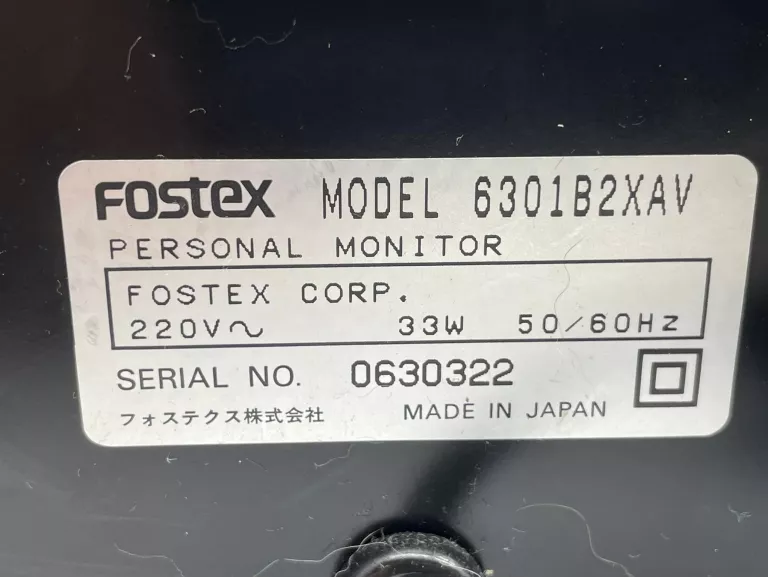 Fostex MODEL 6301B2XAV
PERSONAL MONITOR
FOSTEX CORP.
220V～ 33W 50/60Hz
SERIAL NO. 0630322
フォステクス株式会社 MADE IN JAPAN